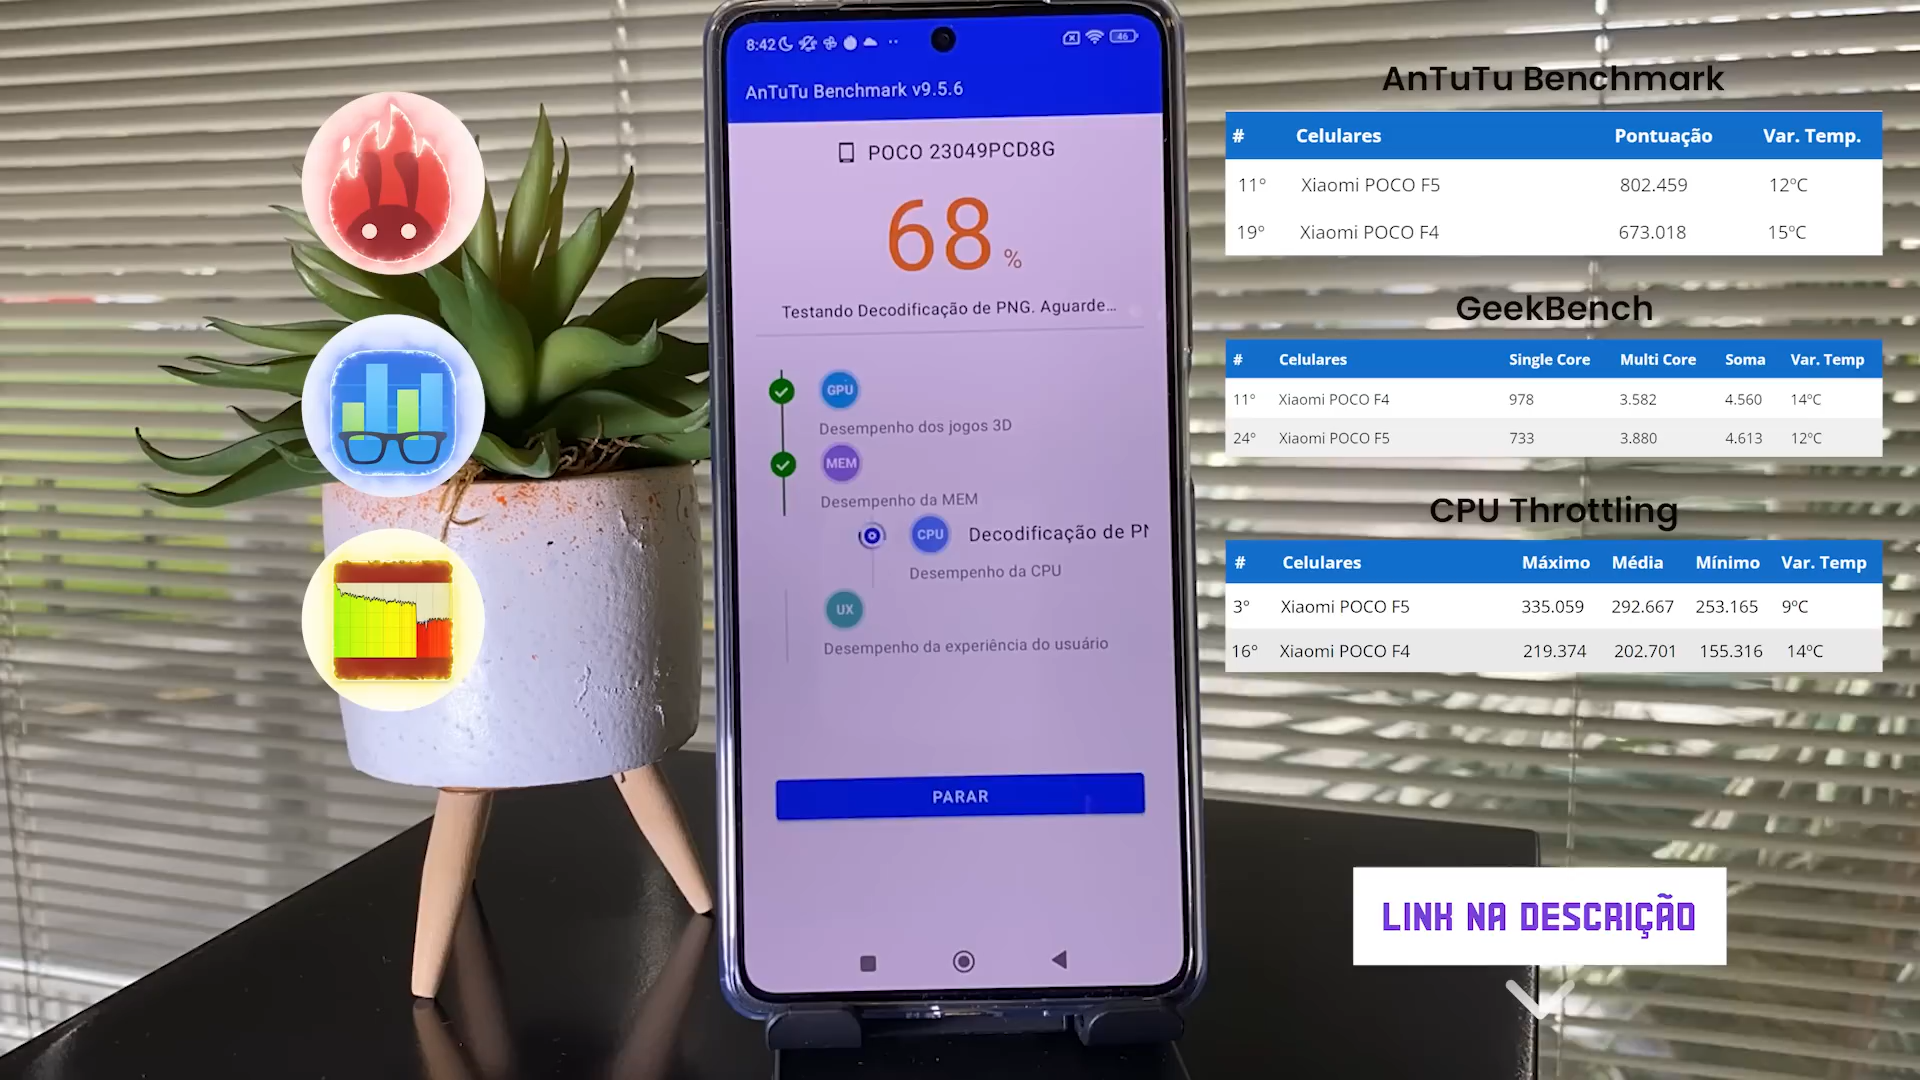 8:42
46
AnTuTu Benchmark v9.5.6
POCO 23049PCD8G
68 %
Testando Decodificação de PNG. Aguarde...
GPU
Desempenho dos jogos 3D
MEM
Desempenho da MEM
CPU Decodificação de PN
Desempenho da CPU
UX
Desempenho da experiência do usuário
PARAR
AnTuTu Benchmark
# Celulares Pontuação Var. Temp.
11° Xiaomi POCO F5 802.459 12°C
19° Xiaomi POCO F4 673.018 15°C
GeekBench
# Celulares Single Core Multi Core Soma Var. Temp
11° Xiaomi POCO F4 978 3.582 4.560 14°C
24° Xiaomi POCO F5 733 3.880 4.613 12°C
CPU Throttling
# Celulares Máximo Média Mínimo Var. Temp
3° Xiaomi POCO F5 335.059 292.667 253.165 9°C
16° Xiaomi POCO F4 219.374 202.701 155.316 14°C
LINK NA DESCRIÇÃO